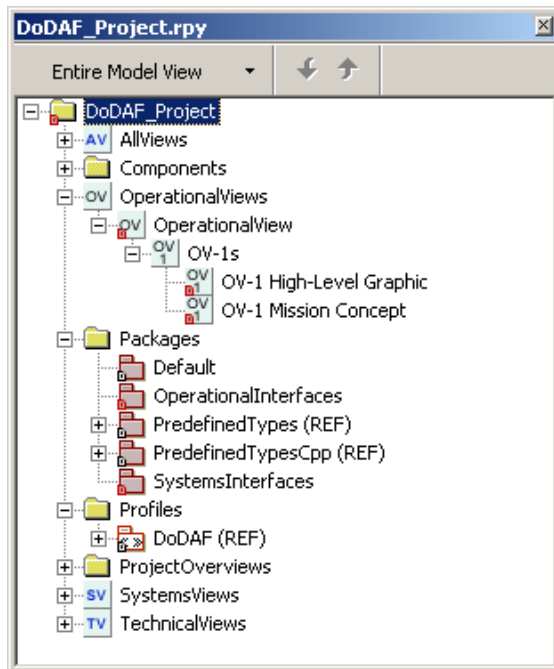 DoDAF_Project.rpy
Entire Model View
DoDAF_Project
AV AllViews
Components
OV OperationalViews
OV OperationalView
OV 1 OV-1s
OV 1 OV-1 High-Level Graphic
OV 1 OV-1 Mission Concept
Packages
Default
OperationalInterfaces
PredefinedTypes (REF)
PredefinedTypesCpp (REF)
SystemsInterfaces
Profiles
« » DoDAF (REF)
ProjectOverviews
SV SystemsViews
TV TechnicalViews